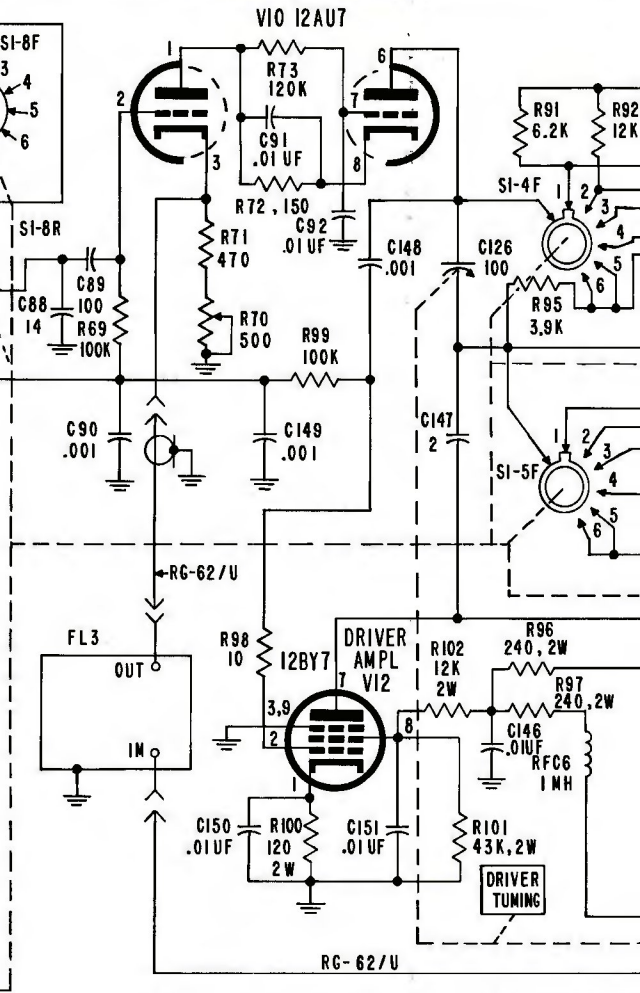 V10 12AU7
S1-8F
3
4
5
6
1
2
3
R73
120K
C91
.01 UF
R72, 150
6
7
8
C92
.01UF
R91
6.2K
R92
12K
S1-4F
1
2
3
4
5
6
S1-8R
R71
470
C148
.001
C126
100
C88
14
C89
100
R69
100K
R70
500
R99
100K
R95
3.9K
C90
.001
C149
.001
C147
2
S1-5F
1
2
3
4
5
6
RG-62/U
FL3
OUT
IN
R98
10
12BY7
DRIVER
AMPL
V12
7
3,9
2
8
1
R102
12K
2W
R96
240, 2W
R97
240,2W
C146
.01UF
RFC6
1 MH
C150
.01UF
R100
120
2W
C151
.01UF
R101
43K,2W
DRIVER
TUNING
RG-62/U